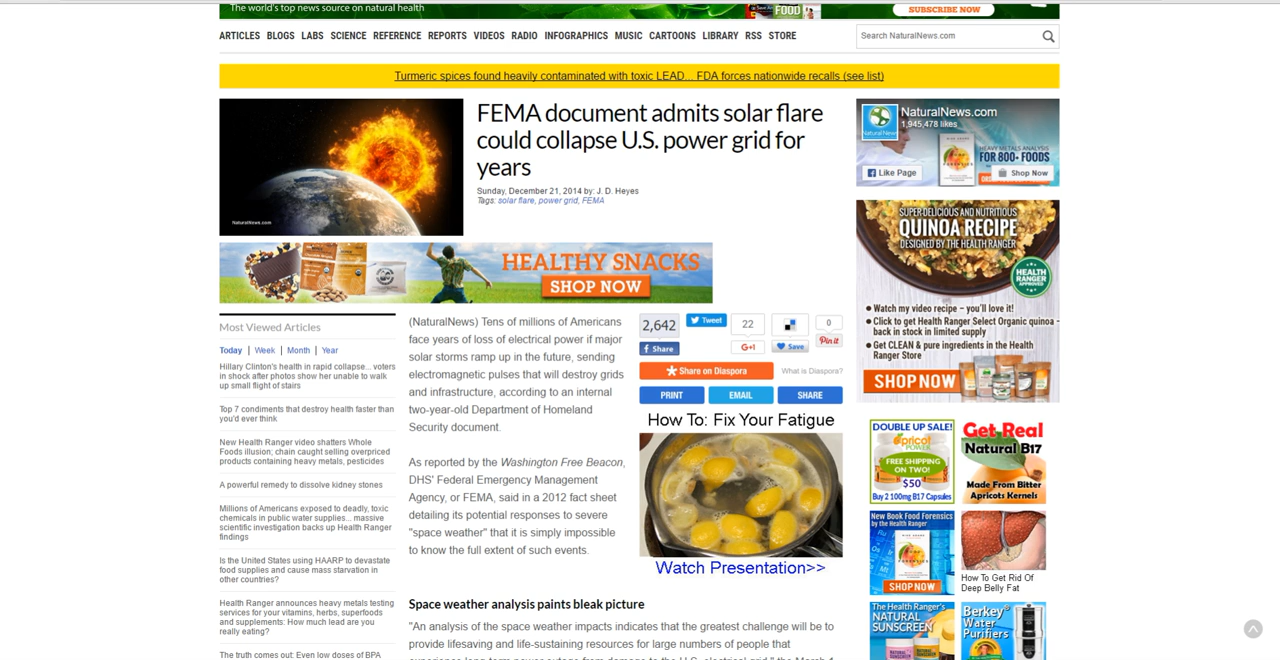 The world's top news source on natural health
FOOD
SUBSCRIBE NOW
ARTICLES BLOGS LABS SCIENCE REFERENCE REPORTS VIDEOS RADIO INFOGRAPHICS MUSIC CARTOONS LIBRARY RSS STORE
Search NaturalNews.com
Turmeric spices found heavily contaminated with toxic LEAD... FDA forces nationwide recalls (see list)
NaturalNews.com
FEMA document admits solar flare
could collapse U.S. power grid for
years
Sunday, December 21, 2014 by: J. D. Heyes
Tags: solar flare, power grid, FEMA
HEALTHY SNACKS
SHOP NOW
Most Viewed Articles
Today | Week | Month | Year
Hillary Clinton's health in rapid collapse... voters
in shock after photos show her unable to walk
up small flight of stairs
Top 7 condiments that destroy health faster than
you'd ever think
New Health Ranger video shatters Whole
Foods illusion; chain caught selling overpriced
products containing heavy metals, pesticides
A powerful remedy to dissolve kidney stones
Millions of Americans exposed to deadly, toxic
chemicals in public water supplies... massive
scientific investigation backs up Health Ranger
findings
Is the United States using HAARP to devastate
food supplies and cause mass starvation in
other countries?
Health Ranger announces heavy metals testing
services for your vitamins, herbs, superfoods
and supplements: How much lead are you
really eating?
The truth comes out: Even low doses of BPA
(NaturalNews) Tens of millions of Americans
face years of loss of electrical power if major
solar storms ramp up in the future, sending
electromagnetic pulses that will destroy grids
and infrastructure, according to an internal
two-year-old Department of Homeland
Security document.
As reported by the Washington Free Beacon,
DHS' Federal Emergency Management
Agency, or FEMA, said in a 2012 fact sheet
detailing its potential responses to severe
"space weather" that it is simply impossible
to know the full extent of such events.
Space weather analysis paints bleak picture
"An analysis of the space weather impacts indicates that the greatest challenge will be to
provide lifesaving and life-sustaining resources for large numbers of people that
experience long-term power outage from damage to the U.S. electrical grid," the March 4
2,642
Share
Tweet
22
+1
Save
0
Pin it
Share on Diaspora
What is Diaspora?
PRINT
EMAIL
SHARE
How To: Fix Your Fatigue
Watch Presentation>>
NaturalNews.com
1,945,478 likes
Natural News
HEAVY METALS ANALYSIS
FOR 800+ FOODS
Like Page
Shop Now
SUPER-DELICIOUS AND NUTRITIOUS
QUINOA RECIPE
DESIGNED BY THE HEALTH RANGER
HEALTH
RANGER
APPROVED
Watch my video recipe – you'll love it!
Click to get Health Ranger Select Organic quinoa -
back in stock in limited supply
Get CLEAN & pure ingredients in the Health
Ranger Store
SHOP NOW
DOUBLE UP SALE!
apricot
POWER
FREE SHIPPING
ON TWO!
$50
Buy 2 100mg B17 Capsules
Get Real
Natural B17
Made From Bitter
Apricots Kernels
New Book Food Forensics
by the Health Ranger
SHOP NOW
How To Get Rid Of
Deep Belly Fat
The Health Ranger's
NATURAL
SUNSCREEN
Berkey
Water
Purifiers